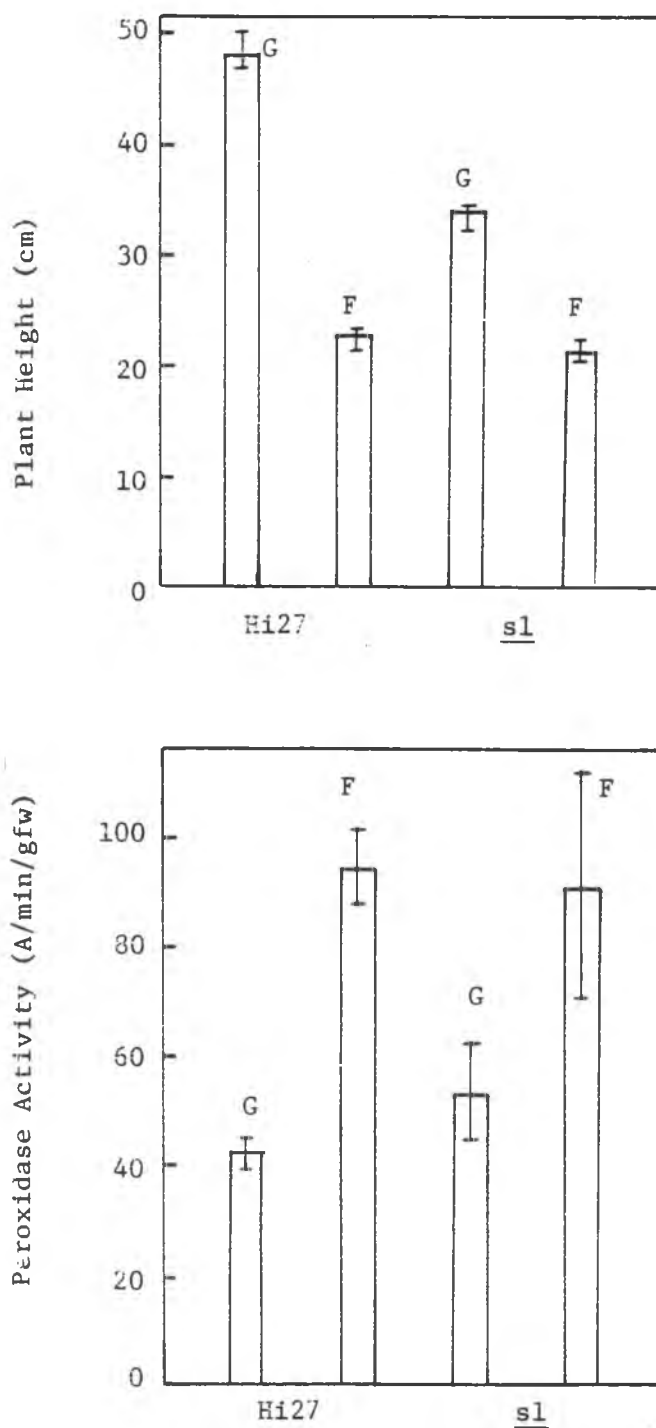 Plant Height (cm)
50
40
30
20
10
0
G
F
G
F
Hi27
sl
Peroxidase Activity (A/min/gfw)
100
80
60
40
20
0
G
F
G
F
Hi27
sl